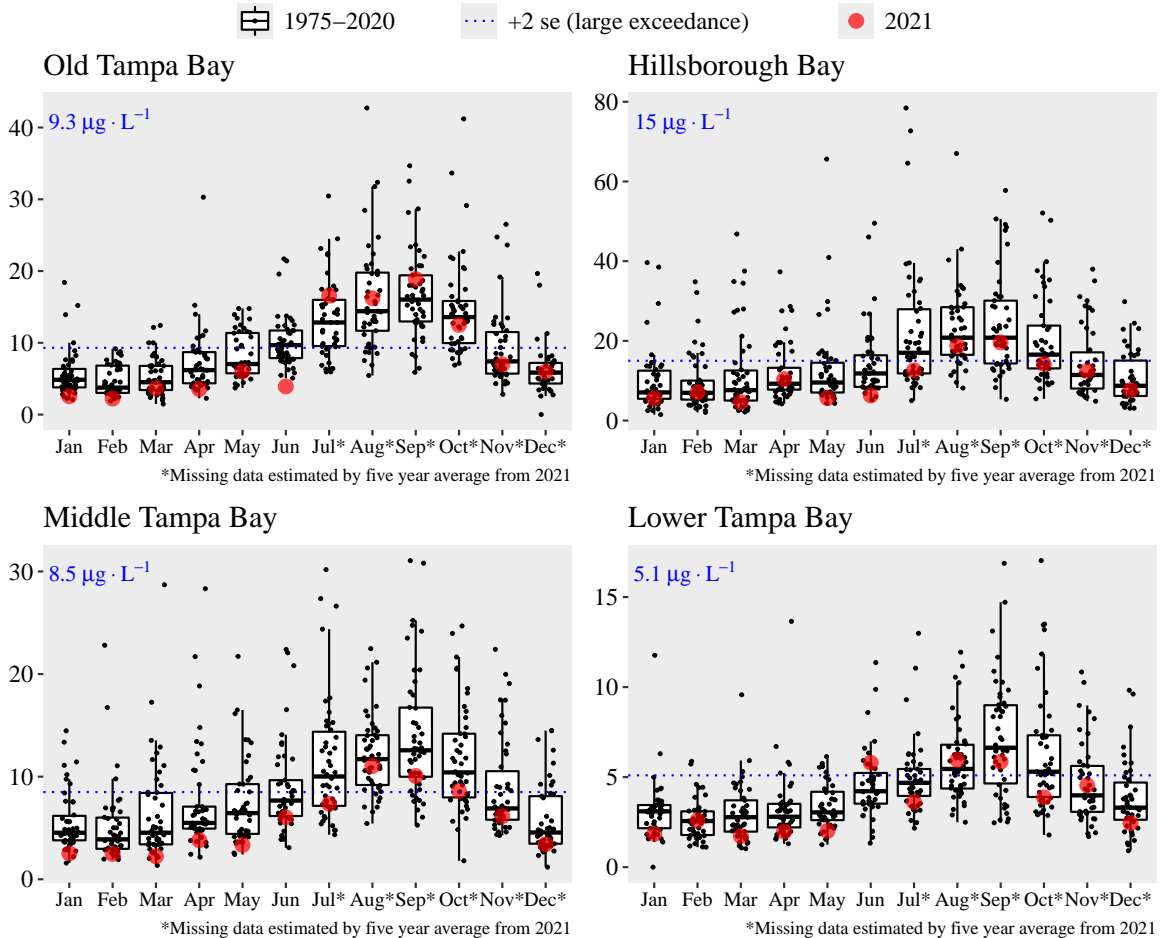 1975−2020 +2 se (large exceedance) 2021
Old Tampa Bay
9.3 μg · L⁻¹
40
30
20
10
0
Jan Feb Mar Apr May Jun Jul* Aug* Sep* Oct* Nov* Dec*
*Missing data estimated by five year average from 2021
Hillsborough Bay
15 μg · L⁻¹
80
60
40
20
0
Jan Feb Mar Apr May Jun Jul* Aug* Sep* Oct* Nov* Dec*
*Missing data estimated by five year average from 2021
Middle Tampa Bay
8.5 μg · L⁻¹
30
20
10
0
Jan Feb Mar Apr May Jun Jul* Aug* Sep* Oct* Nov* Dec*
*Missing data estimated by five year average from 2021
Lower Tampa Bay
5.1 μg · L⁻¹
15
10
5
0
Jan Feb Mar Apr May Jun Jul* Aug* Sep* Oct* Nov* Dec*
*Missing data estimated by five year average from 2021